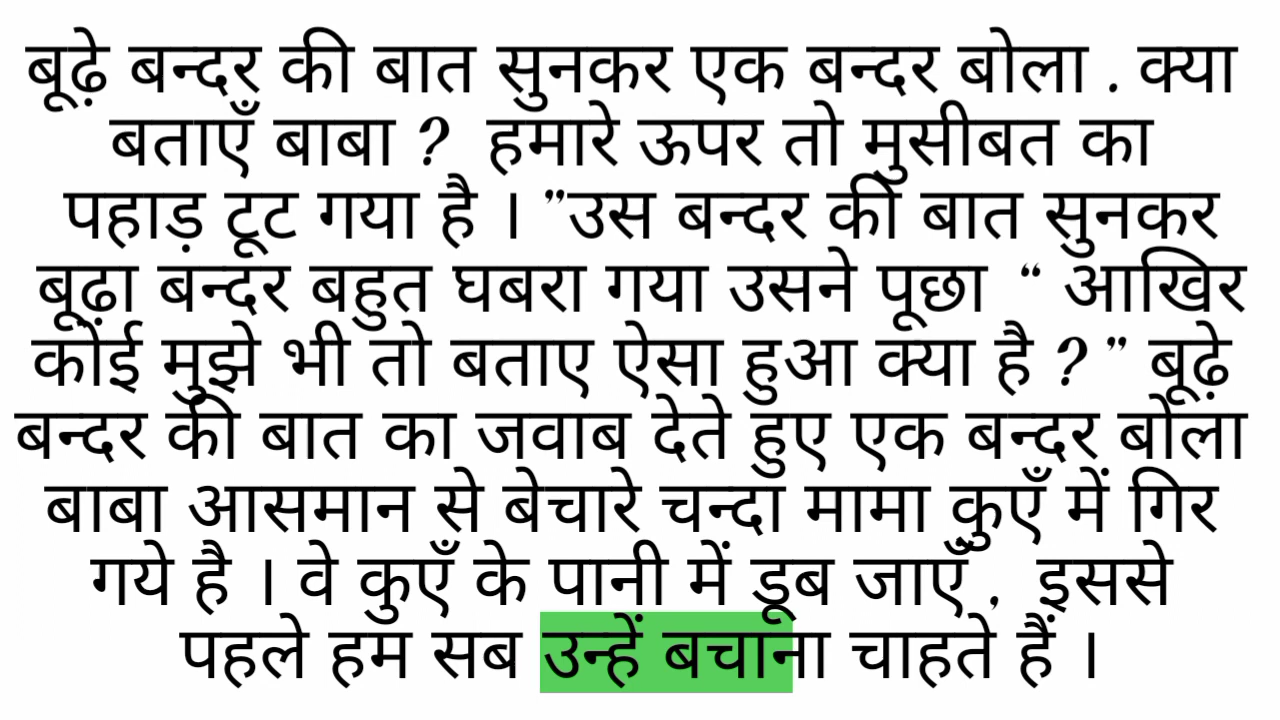 बूढ़े बन्दर की बात सुनकर एक बन्दर बोला . क्या
बताएँ बाबा ? हमारे ऊपर तो मुसीबत का
पहाड़ टूट गया है । ”उस बन्दर की बात सुनकर
बूढ़ा बन्दर बहुत घबरा गया उसने पूछा “ आखिर
कोई मुझे भी तो बताए ऐसा हुआ क्या है ? ” बूढ़े
बन्दर की बात का जवाब देते हुए एक बन्दर बोला
बाबा आसमान से बेचारे चन्दा मामा कुएँ में गिर
गये है । वे कुएँ के पानी में डूब जाएँ , इससे
पहले हम सब उन्हें बचाना चाहते हैं ।